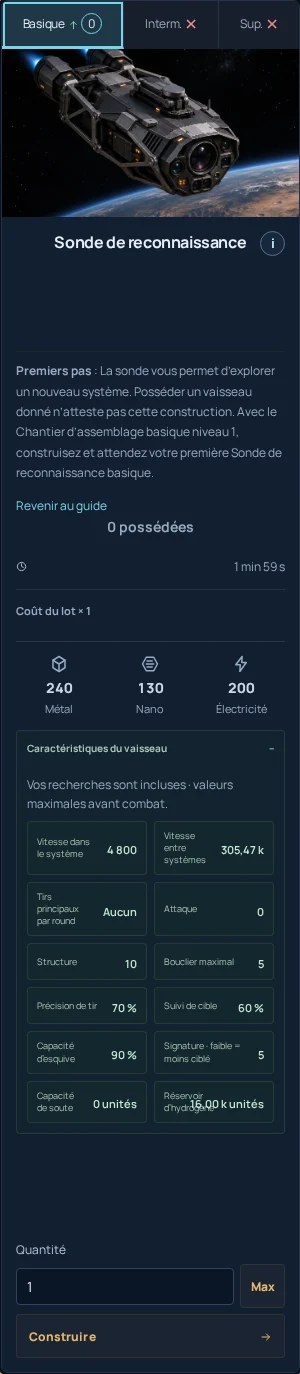 Basique ↑ 0 Interm. ✕ Sup. ✕
Sonde de reconnaissance i
Premiers pas : La sonde vous permet d'explorer
un nouveau système. Posséder un vaisseau
donné n'atteste pas cette construction. Avec le
Chantier d'assemblage basique niveau 1,
construisez et attendez votre première Sonde de
reconnaissance basique.
Revenir au guide
0 possédées
1 min 59 s
Coût du lot × 1
240 130 200
Métal Nano Électricité
Caractéristiques du vaisseau −
Vos recherches sont incluses · valeurs
maximales avant combat.
Vitesse dans
le système
4 800
Vitesse
entre
systèmes
305,47 k
Tirs
principaux
par round
Aucun
Attaque 0
Structure 10
Bouclier maximal 5
Précision de tir 70 %
Suivi de cible 60 %
Capacité
d'esquive
90 %
Signature · faible =
moins ciblé
5
Capacité
de soute
0 unités
Réservoir
d'hydrogène
16,00 k unités
Quantité
1 Max
Construire →